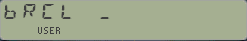 bRCL _
USER